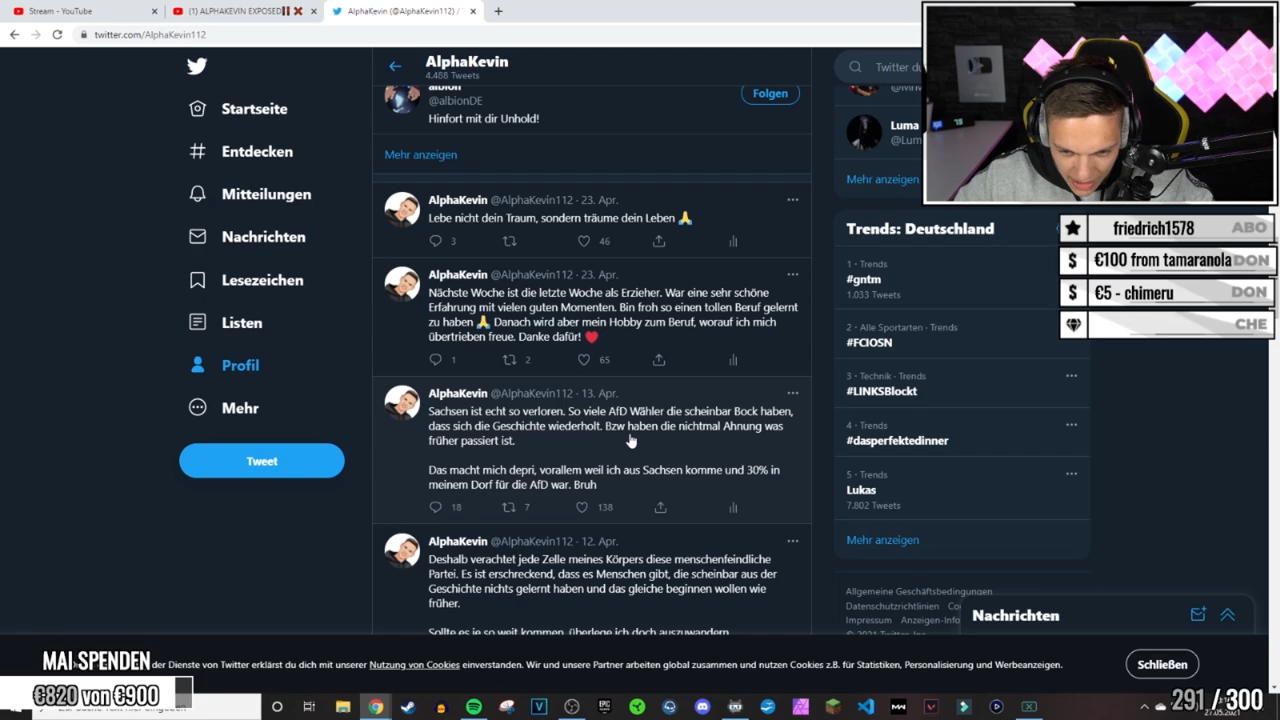 Stream - YouTube
(1) ALPHAKEVIN EXPOSED
AlphaKevin (@AlphaKevin112) / T
twitter.com/AlphaKevin112
AlphaKevin
4.488 Tweets
Startseite
Entdecken
Mitteilungen
Nachrichten
Lesezeichen
Listen
Profil
Mehr
Tweet
albion
@albionDE
Folgen
Hinfort mit dir Unhold!
Mehr anzeigen
AlphaKevin @AlphaKevin112 · 23. Apr.
Lebe nicht dein Traum, sondern träume dein Leben 🙏
3 46
AlphaKevin @AlphaKevin112 · 23. Apr.
Nächste Woche ist die letzte Woche als Erzieher. War eine sehr schöne
Erfahrung mit vielen guten Momenten. Bin froh so einen tollen Beruf gelernt
zu haben 🙏 Danach wird aber mein Hobby zum Beruf, worauf ich mich
übertrieben freue. Danke dafür! ❤
1 2 65
AlphaKevin @AlphaKevin112 · 13. Apr.
Sachsen ist echt so verloren. So viele AfD Wähler die scheinbar Bock haben,
dass sich die Geschichte wiederholt. Bzw haben die nichtmal Ahnung was
früher passiert ist.
Das macht mich depri, vorallem weil ich aus Sachsen komme und 30% in
meinem Dorf für die AfD war. Bruh
18 7 138
AlphaKevin @AlphaKevin112 · 12. Apr.
Deshalb verachtet jede Zelle meines Körpers diese menschenfeindliche
Partei. Es ist erschreckend, dass es Menschen gibt, die scheinbar aus der
Geschichte nichts gelernt haben und das gleiche beginnen wollen wie
früher.
Sollte es je so weit kommen, überlege ich doch auszuwandern
Twitter du
Luma
@Lum
Mehr anzeigen
Trends: Deutschland
1 · Trends
#gntm
1.033 Tweets
2 · Alle Sportarten · Trends
#FCIOSN
3 · Technik · Trends
#LINKSBlockt
4 · Trends
#dasperfektedinner
5 · Trends
Lukas
7.802 Tweets
Mehr anzeigen
Allgemeine Geschäftsbedingungen
Datenschutzrichtlinien Co
Impressum Anzeigen-Info
© 2021 Twitter, Inc.
Nachrichten
friedrich1578 ABO
€100 from tamaranola DON
€5 - chimeru DON
CHE
der Dienste von Twitter erklärst du dich mit unserer Nutzung von Cookies einverstanden. Wir und unsere Partner arbeiten global zusammen und nutzen Cookies z.B. für Statistiken, Personalisierung und Werbeanzeigen.
Schließen
MAI SPENDEN
€820 von €900
291 / 300
27.05.2021